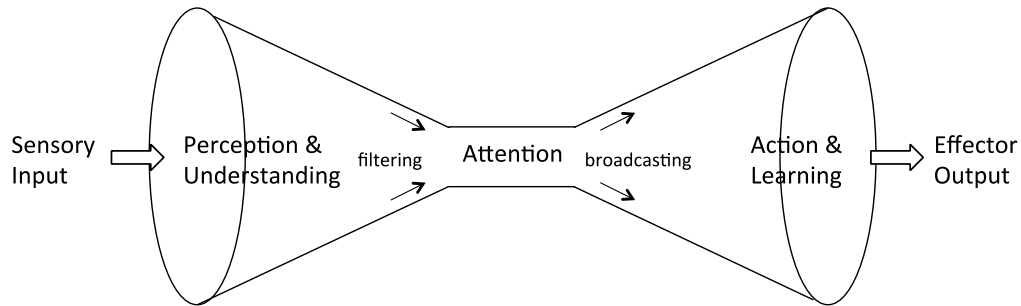 Sensory
Input
Perception &
Understanding
filtering
Attention
broadcasting
Action &
Learning
Effector
Output